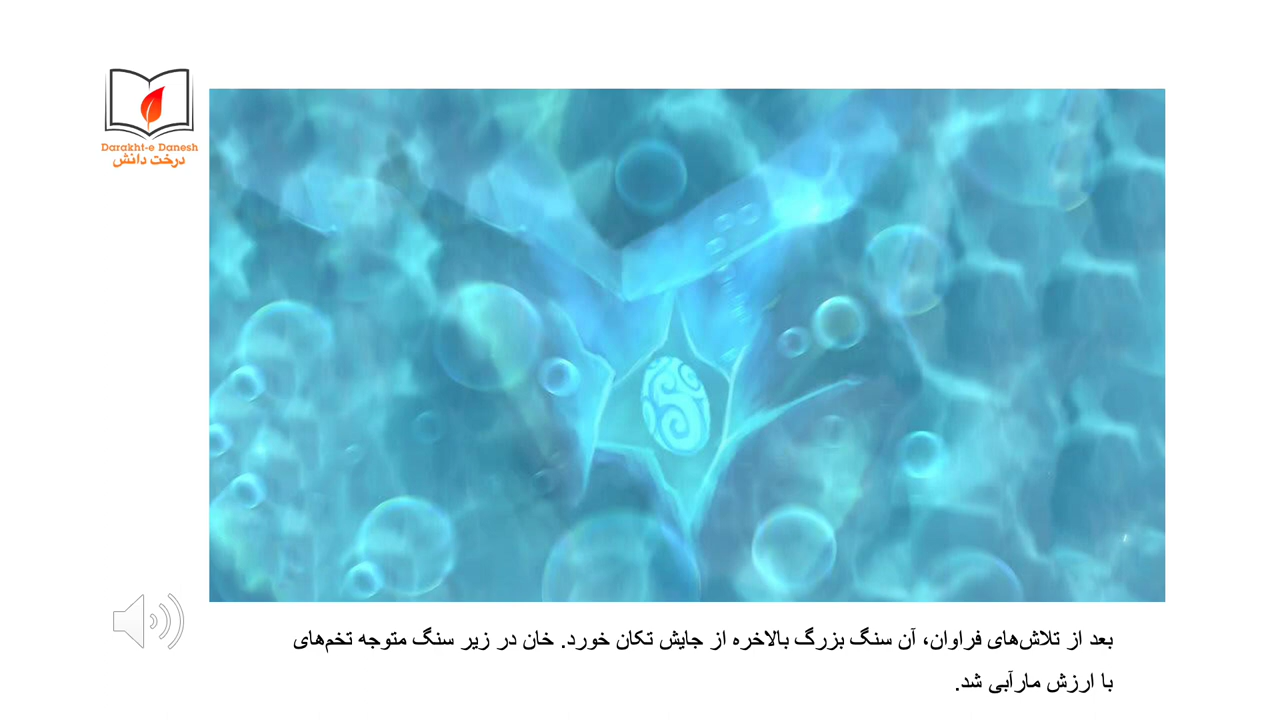 Darakht-e Danesh
درخت دانش
بعد از تلاش‌های فراوان، آن سنگ بزرگ بالاخره از جایش تکان خورد. خان در زیر سنگ متوجه تخم‌های
با ارزش مارآبی شد.